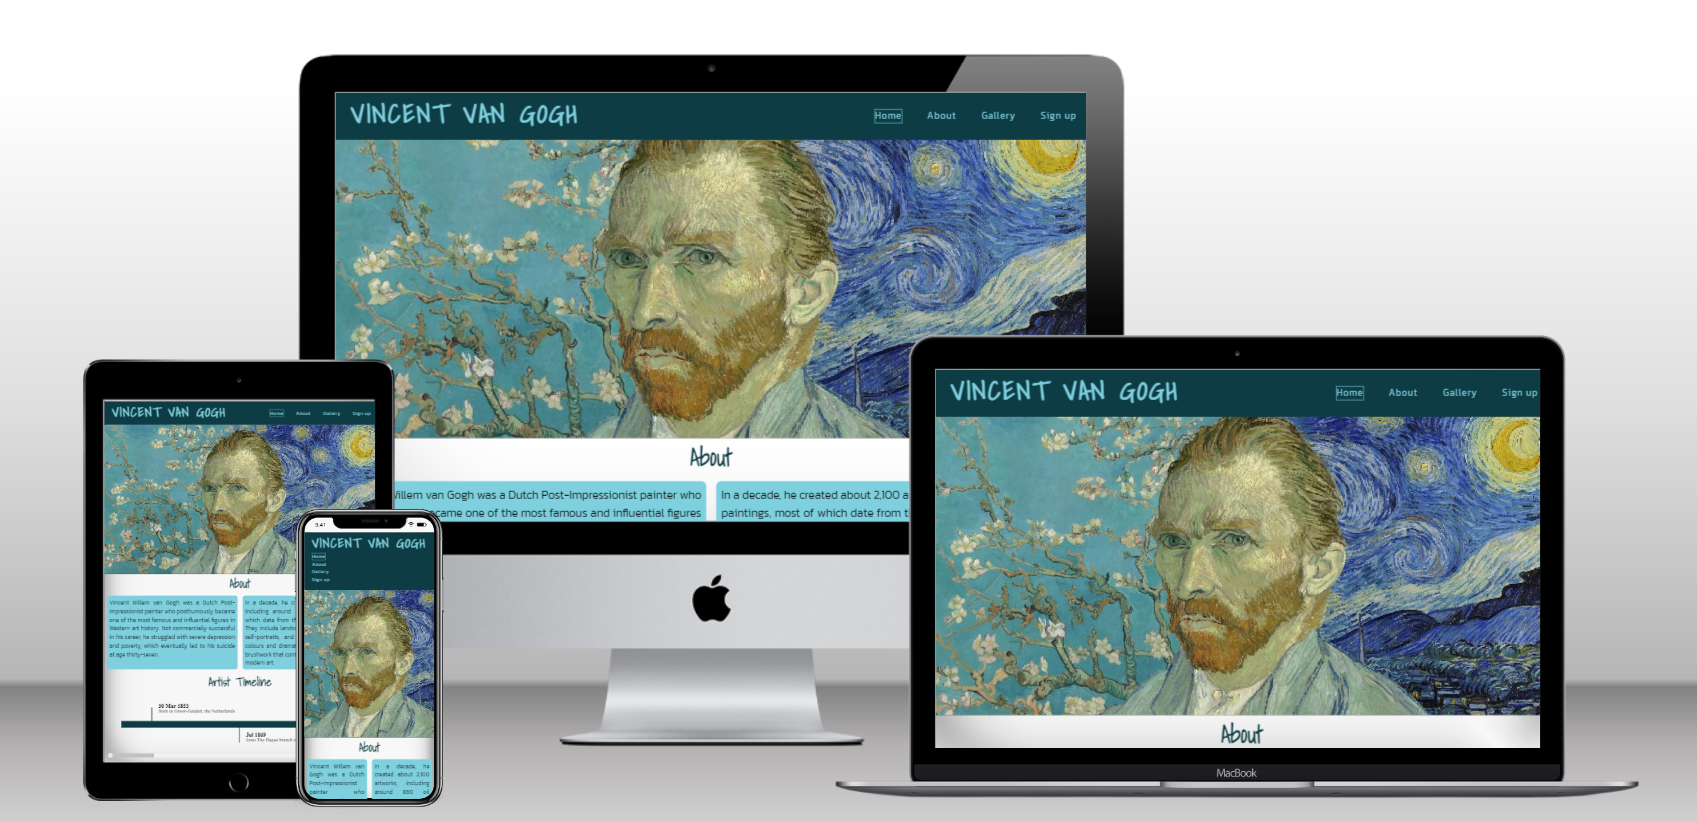 VINCENT VAN GOGH
Home About Gallery Sign up
About
Willem van Gogh was a Dutch Post-Impressionist painter who
became one of the most famous and influential figures
In a decade, he created about 2,100 a
paintings, most of which date from t
VINCENT VAN GOGH
Home About Gallery Sign up
About
MacBook
VINCENT VAN GOGH
Home About Gallery Sign up
About
Vincent Willem van Gogh was a Dutch Post-
Impressionist painter who posthumously became
one of the most famous and influential figures in
Western art history. Not commercially successful
in his career, he struggled with severe depression
and poverty, which eventually led to his suicide
at age thirty-seven.
In a decade, he c
including around
which date from th
They include lands
self-portraits, and
colours and drama
brushwork that con
modern art.
Artist Timeline
30 Mar 1853
Born in Groot-Zundert, the Netherlands
Jul 1869
Joins The Hague branch
9:41
VINCENT VAN GOGH
Home
About
Gallery
Sign up
About
Vincent Willem van
Gogh was a Dutch
Post-Impressionist
painter who
In a decade, he
created about 2,100
artworks, including
around 860 oil